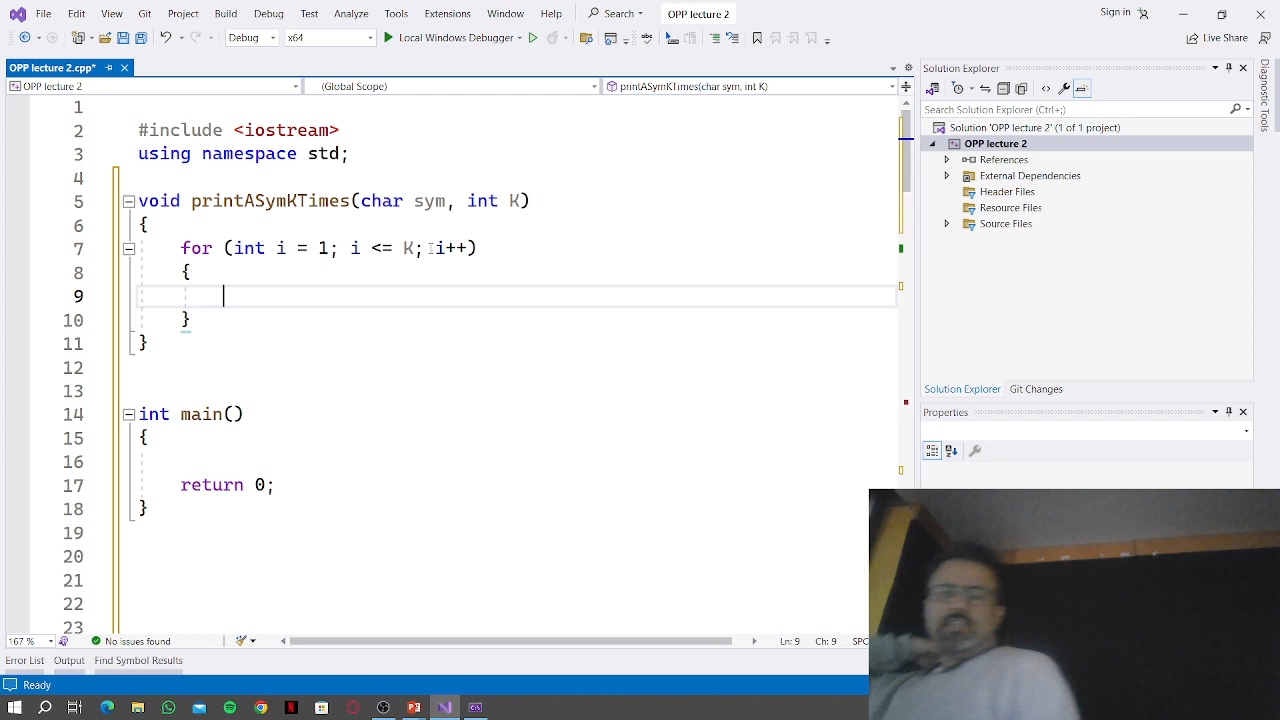 File Edit View Git Project Build Debug Test Analyze Tools Extensions Window Help Search OPP lecture 2 Sign in
Debug x64 Local Windows Debugger Live Share
OPP lecture 2.cpp* Solution Explorer
OPP lecture 2 (Global Scope) printASymKTimes(char sym, int K)
Search Solution Explorer (Ctrl+;)
Solution 'OPP lecture 2' (1 of 1 project)
OPP lecture 2
References
External Dependencies
Header Files
Resource Files
Source Files
Solution Explorer Git Changes
Properties
Diagnostic Tools
1
2 #include <iostream>
3 using namespace std;
4
5 void printASymKTimes(char sym, int K)
6 {
7 for (int i = 1; i <= K; i++)
8 {
9
10 }
11 }
12
13
14 int main()
15 {
16
17 return 0;
18 }
19
20
21
22
23
167 % No issues found Ln: 9 Ch: 9 SPC
Error List Output Find Symbol Results
Ready